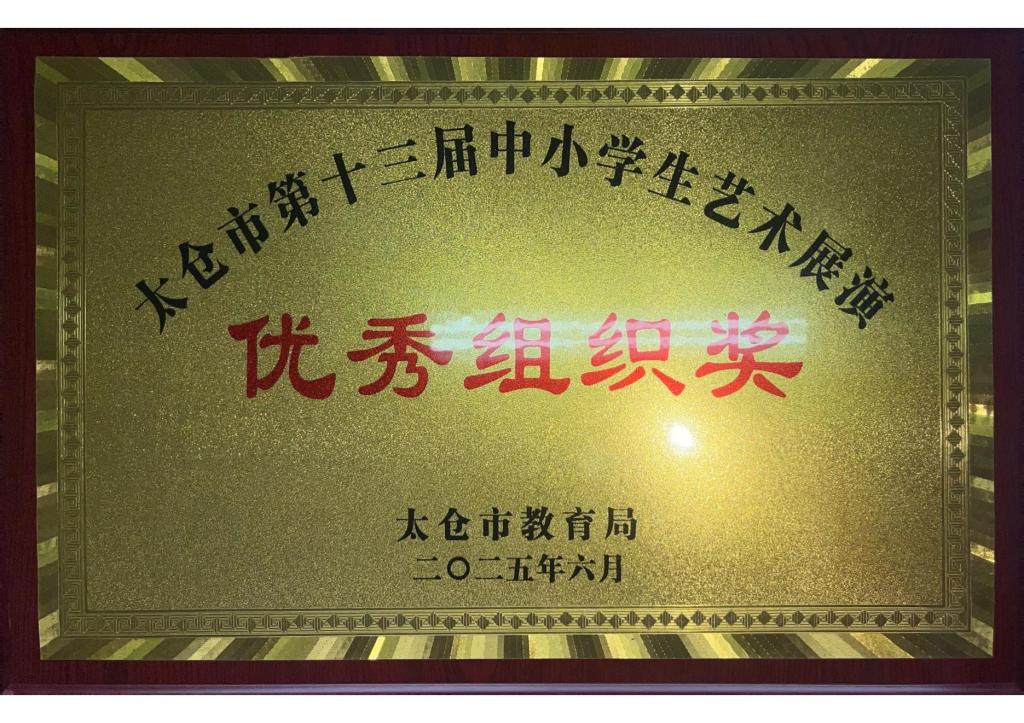 太仓市第十三届中小学生艺术展演
优秀组织奖
太仓市教育局
二〇二五年六月